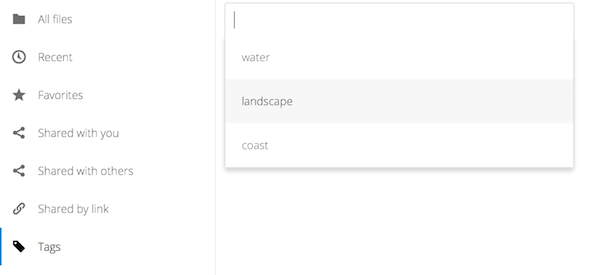 All files
Recent
Favorites
Shared with you
Shared with others
Shared by link
Tags
water
landscape
coast